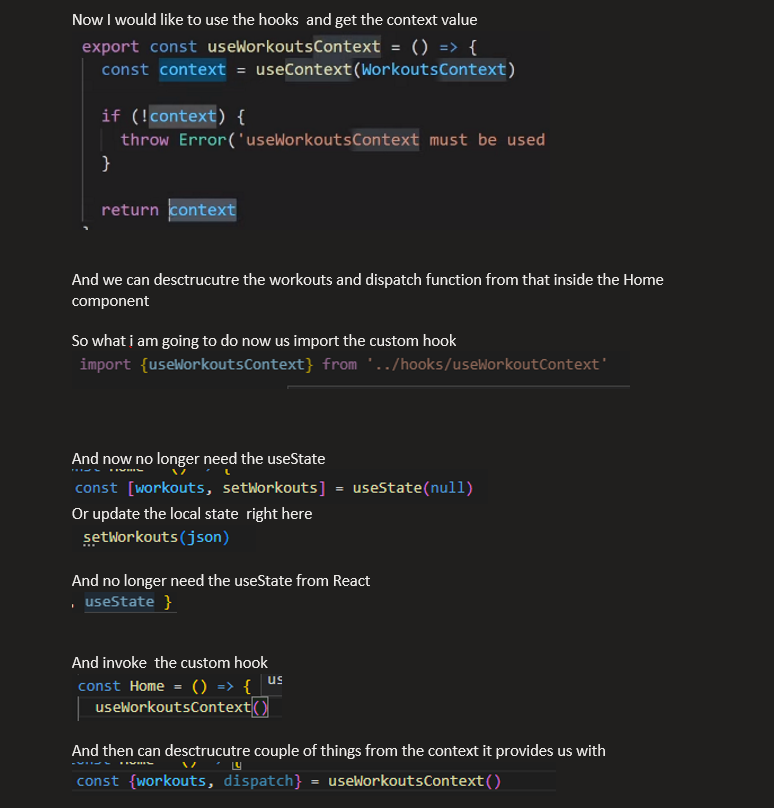 Now I would like to use the hooks  and get the context value
export const useWorkoutsContext = () => {
const context = useContext(WorkoutsContext)
if (!context) {
throw Error('useWorkoutsContext must be used
}
return context
And we can desctrucutre the workouts and dispatch function from that inside the Home
component
So what i am going to do now us import the custom hook
import {useWorkoutsContext} from '../hooks/useWorkoutContext'
And now no longer need the useState
const [workouts, setWorkouts] = useState(null)
Or update the local state  right here
setWorkouts(json)
And no longer need the useState from React
, useState }
And invoke  the custom hook
const Home = () => { us
useWorkoutsContext()
And then can desctrucutre couple of things from the context it provides us with
const {workouts, dispatch} = useWorkoutsContext()